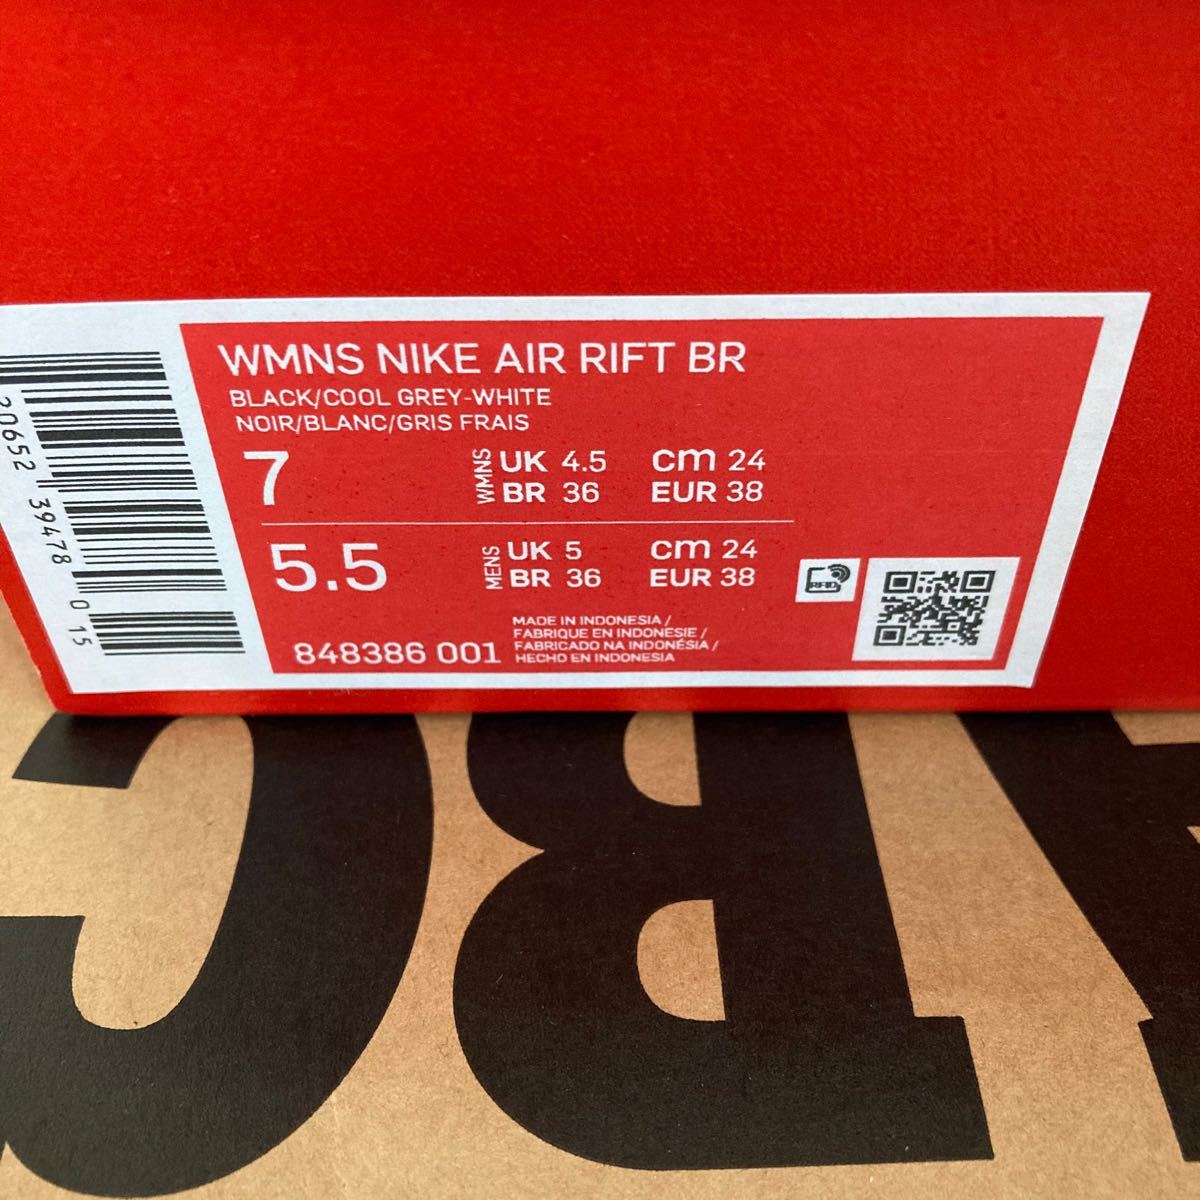 WMNS NIKE AIR RIFT BR
BLACK/COOL GREY-WHITE
NOIR/BLANC/GRIS FRAIS
7 WMNS UK 4.5 cm 24
BR 36 EUR 38
5.5 MENS UK 5 cm 24
BR 36 EUR 38
848386 001
MADE IN INDONESIA /
FABRIQUE EN INDONESIE /
FABRICADO NA INDONÉSIA /
HECHO EN INDONESIA
RFID
20652 39478 0 15